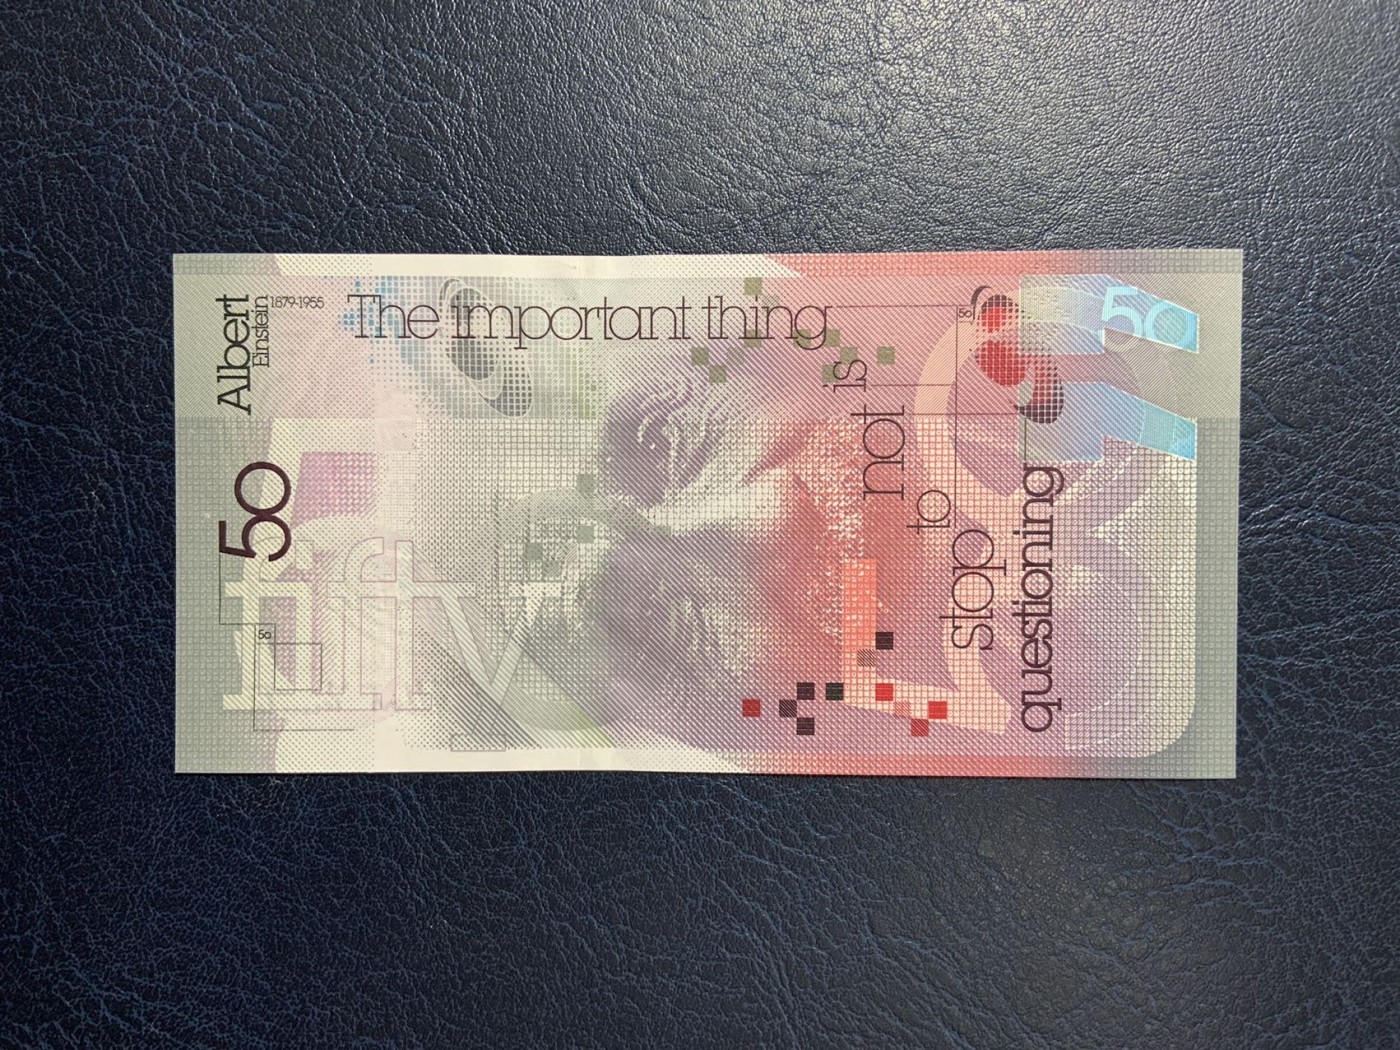 Albert
Einstein
1879-1955
The important thing
is
not
to
stop
questioning
50
50
50
50
fifty